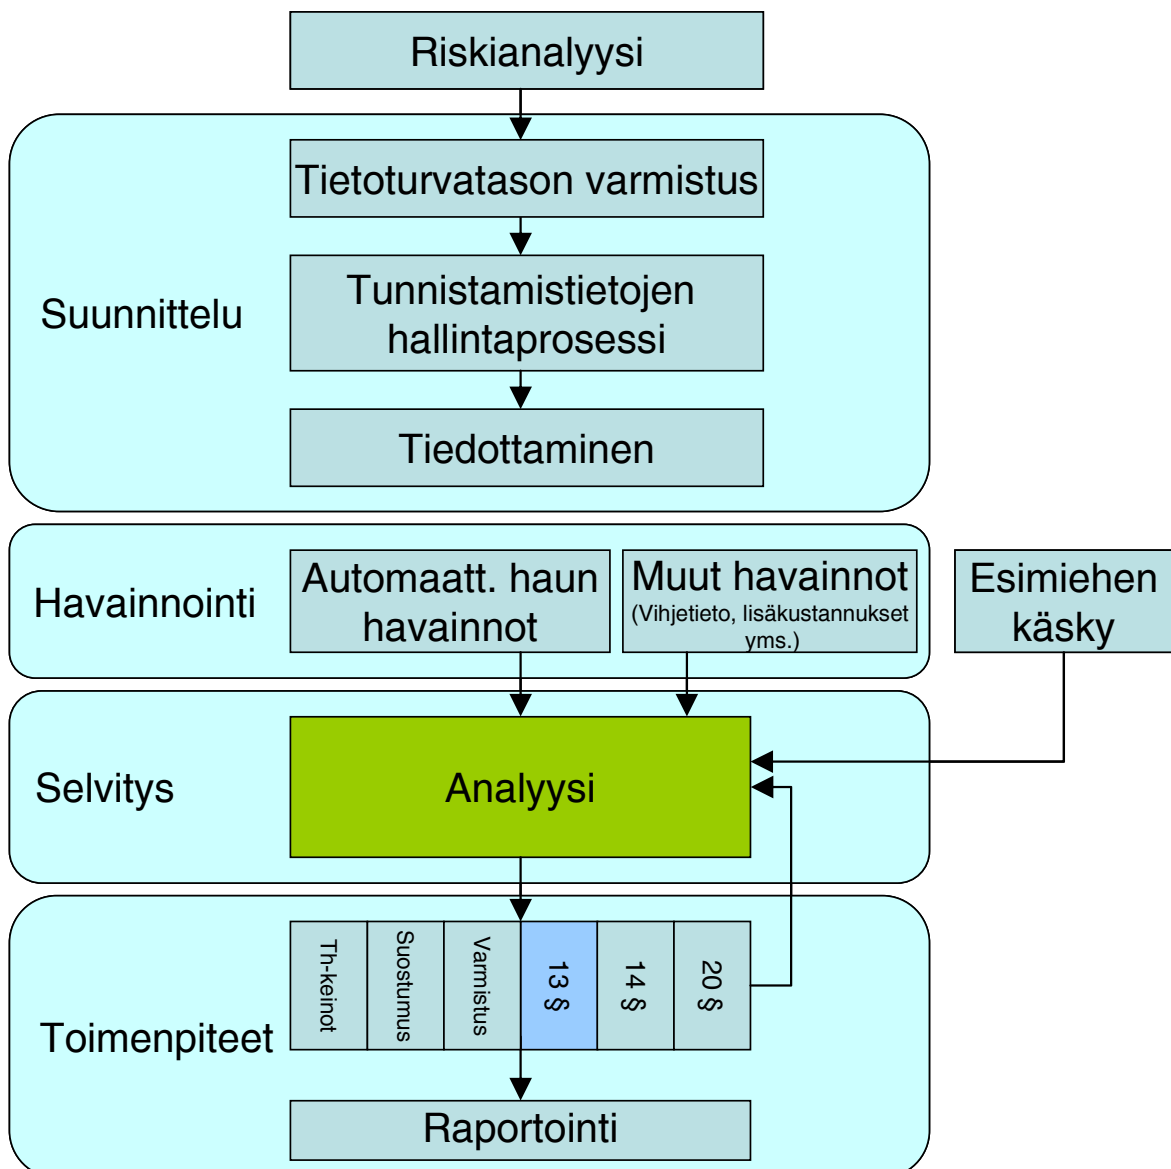 Riskianalyysi
Suunnittelu
Tietoturvatason varmistus
Tunnistamistietojen
hallintaprosessi
Tiedottaminen
Havainnointi
Automaatt. haun
havainnot
Muut havainnot
(Vihjetieto, lisäkustannukset
yms.)
Esimiehen
käsky
Selvitys
Analyysi
Toimenpiteet
Th-keinot
Suostumus
Varmistus
13 §
14 §
20 §
Raportointi